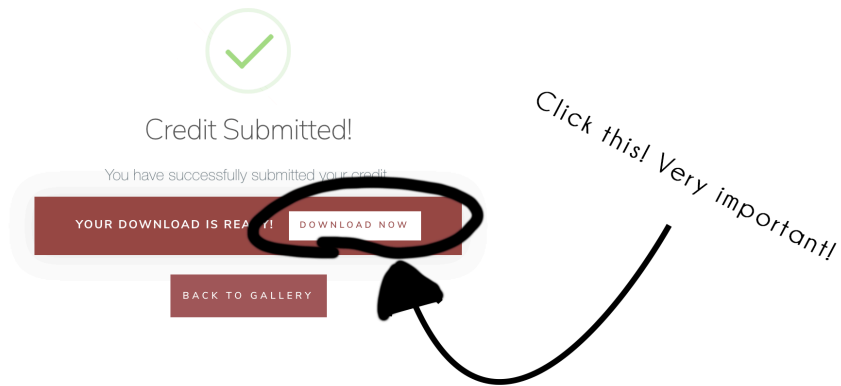 Credit Submitted!
You have successfully submitted your credit
YOUR DOWNLOAD IS READY!
DOWNLOAD NOW
BACK TO GALLERY
Click this! Very important!